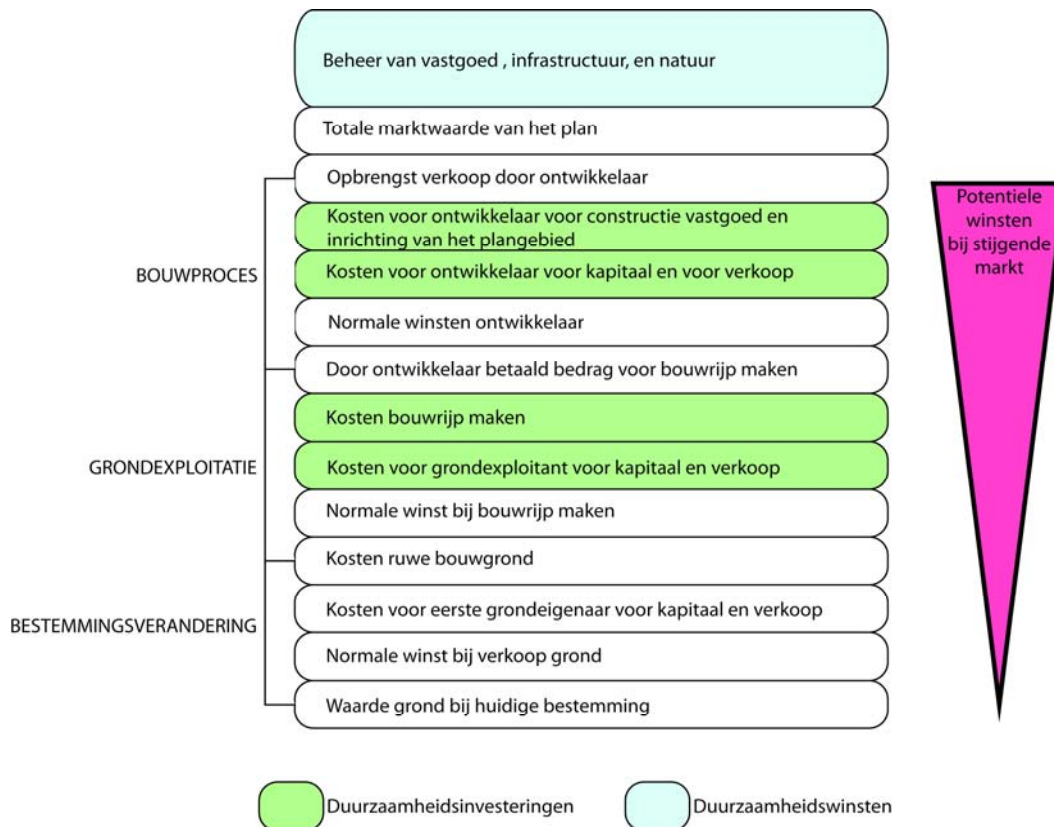 Beheer van vastgoed , infrastructuur, en natuur
Totale marktwaarde van het plan
Opbrengst verkoop door ontwikkelaar
Kosten voor ontwikkelaar voor constructie vastgoed en
inrichting van het plangebied
BOUWPROCES
Kosten voor ontwikkelaar voor kapitaal en voor verkoop
Normale winsten ontwikkelaar
Door ontwikkelaar betaald bedrag voor bouwrijp maken
Kosten bouwrijp maken
GRONDEXPLOITATIE
Kosten voor grondexploitant voor kapitaal en verkoop
Normale winst bij bouwrijp maken
Kosten ruwe bouwgrond
BESTEMMINGSVERANDERING
Kosten voor eerste grondeigenaar voor kapitaal en verkoop
Normale winst bij verkoop grond
Waarde grond bij huidige bestemming
Potentiele
winsten
bij stijgende
markt
Duurzaamheidsinvesteringen
Duurzaamheidswinsten